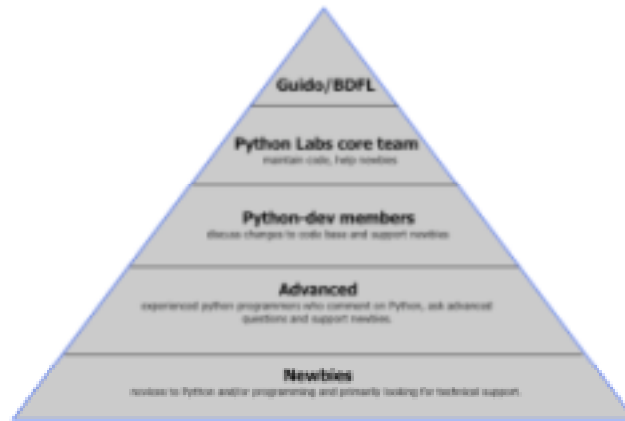 Guido/BDFL
Python Labs core team
maintain code, help newbies
Python-dev members
discuss changes to code base and support newbies
Advanced
experienced python programmers who comment on Python, ask advanced
questions and support newbies.
Newbies
novices to Python and/or programming and primarily looking for technical support.